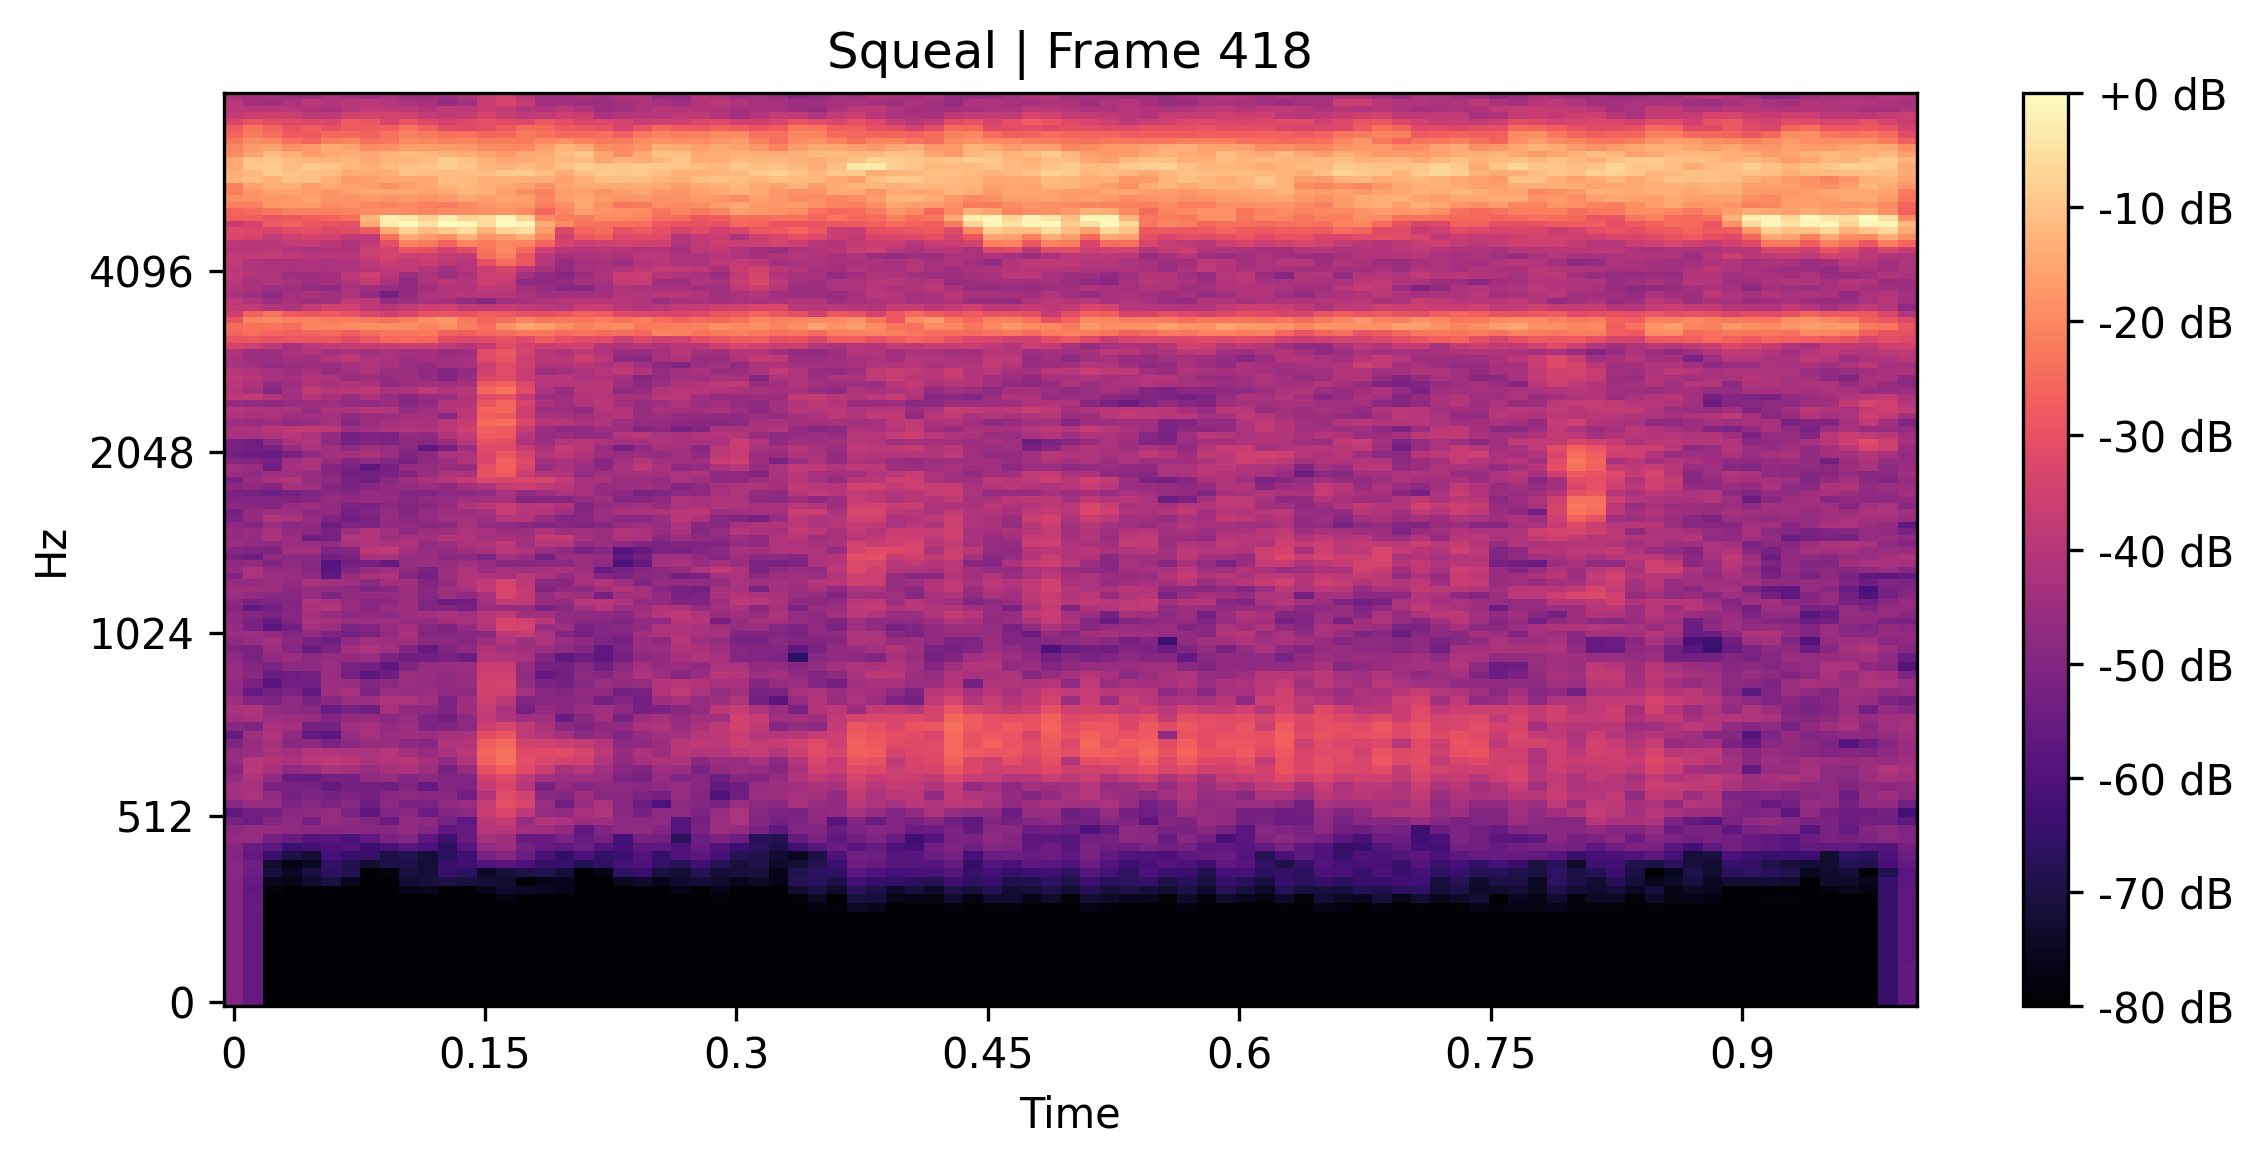 Squeal | Frame 418
+0 dB
-10 dB
-20 dB
-30 dB
-40 dB
-50 dB
-60 dB
-70 dB
-80 dB
4096
2048
1024
512
0
Hz
0 0.15 0.3 0.45 0.6 0.75 0.9
Time